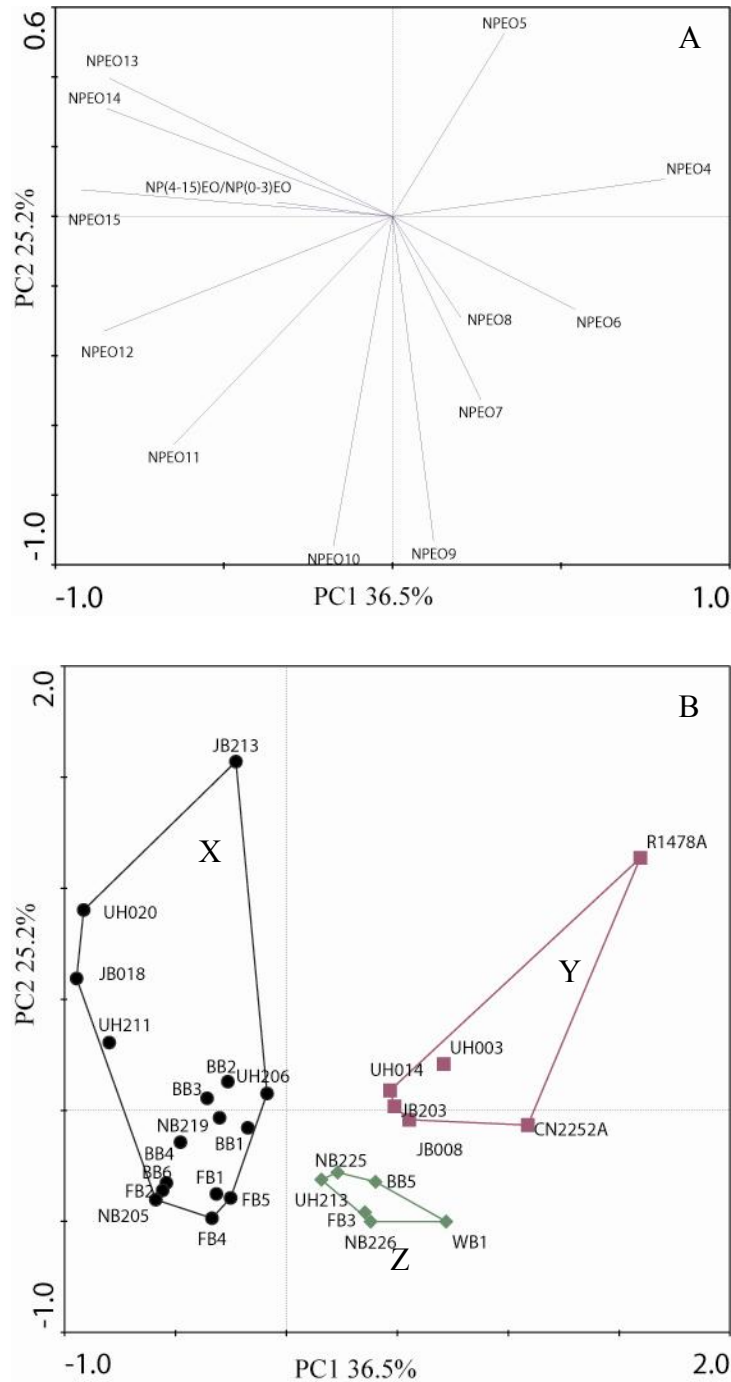 0.6
A
NPEO5
NPEO13
NPEO14
NPEO4
NP(4-15)EO/NP(0-3)EO
NPEO15
PC2 25.2%
NPEO8
NPEO6
NPEO12
NPEO7
NPEO11
NPEO10
NPEO9
-1.0
-1.0
PC1 36.5%
1.0
2.0
B
JB213
X
R1478A
UH020
Y
JB018
PC2 25.2%
UH211
UH003
BB2
UH014
BB3
UH206
JB203
NB219
BB1
CN2252A
JB008
BB4
NB225
BB6
BB5
FB2
FB1
UH213
FB5
NB205
FB3
FB4
NB226
WB1
Z
-1.0
-1.0
PC1 36.5%
2.0